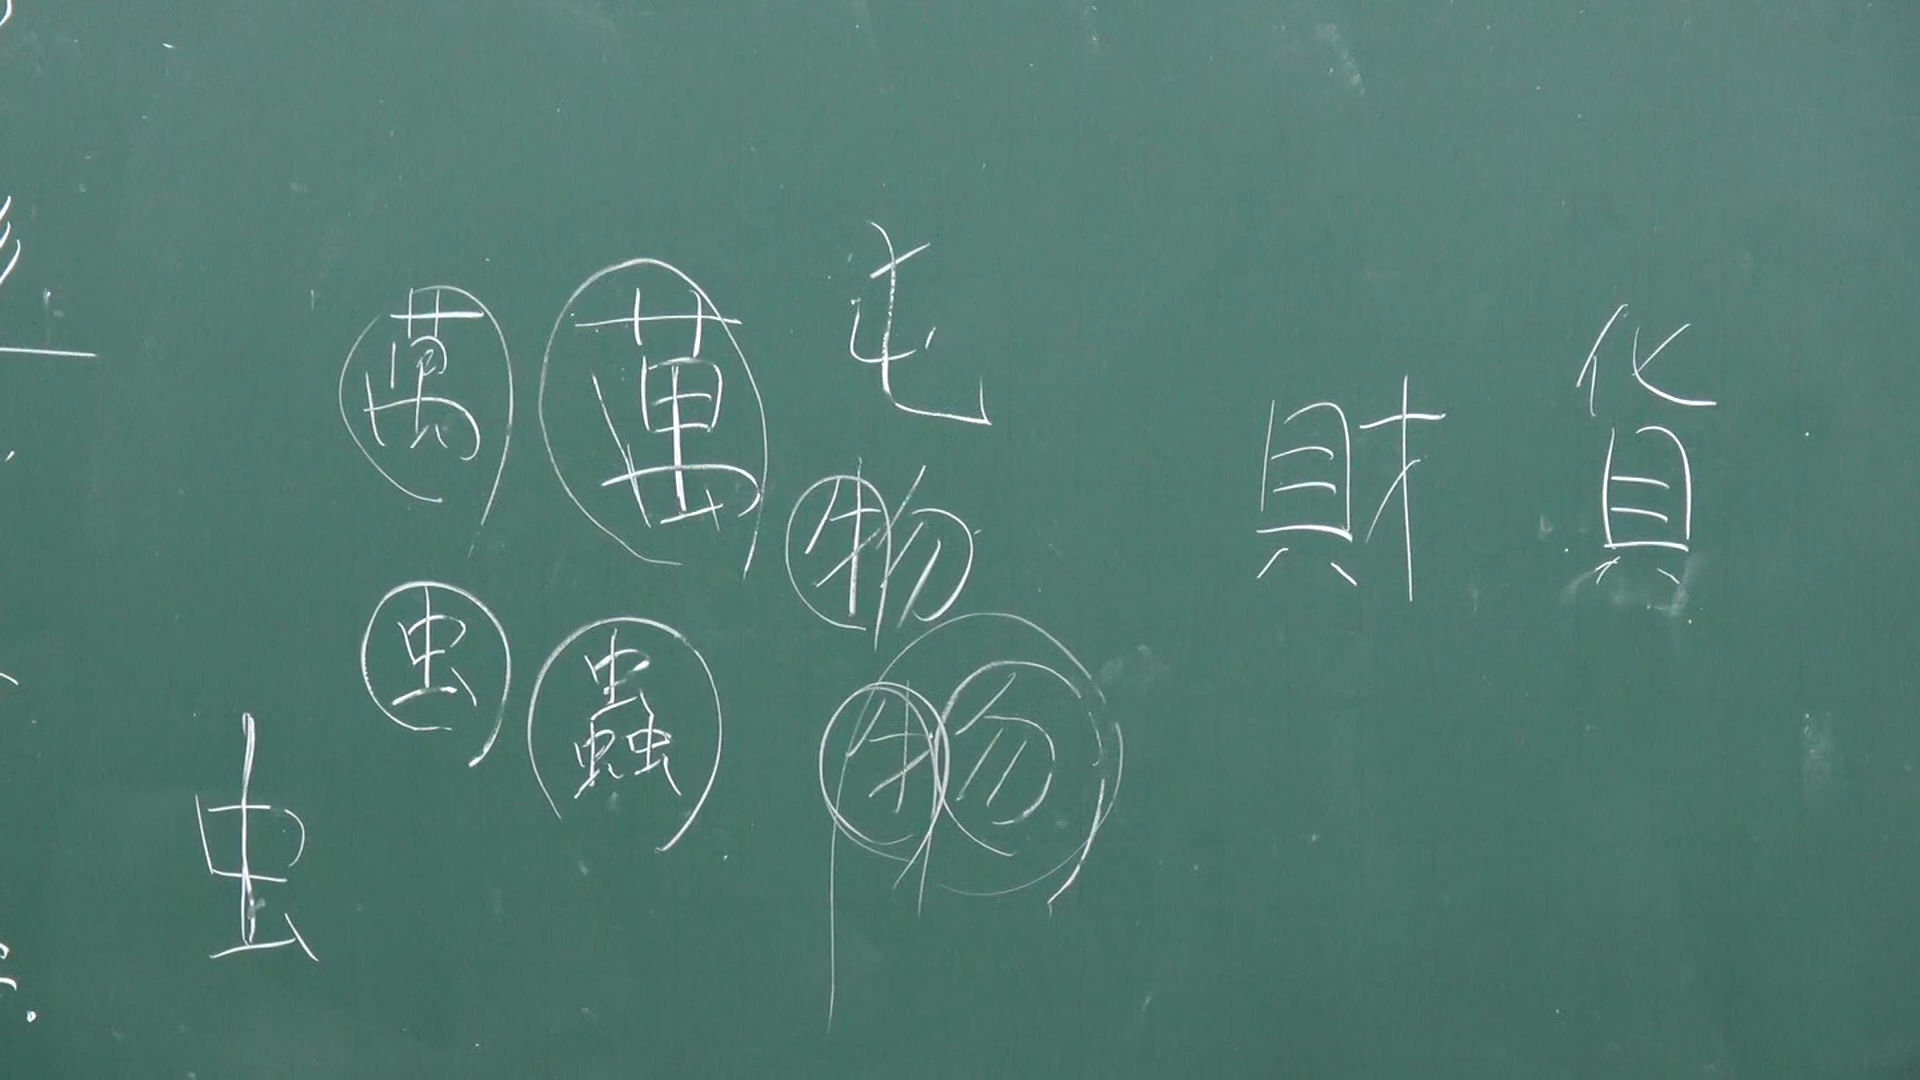 萬 萬 屯
物
財 貨
虫 蟲 物
虫